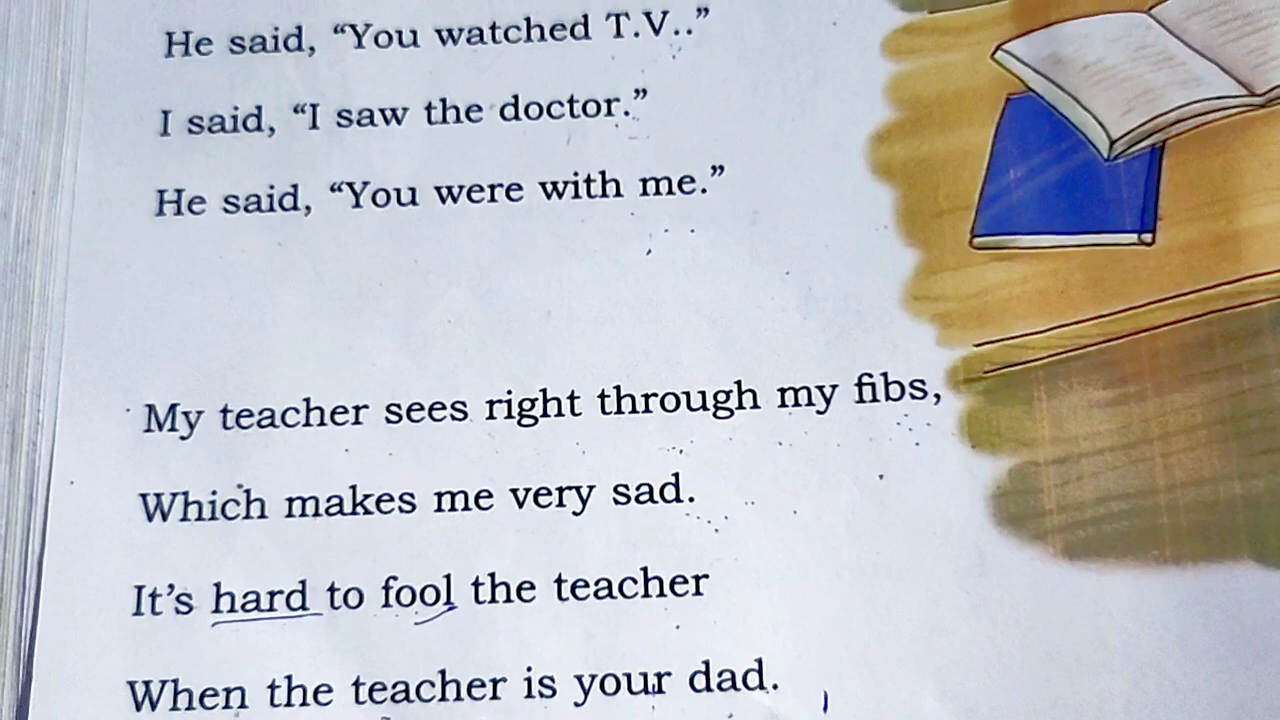 He said, “You watched T.V..”
I said, “I saw the doctor.”
He said, “You were with me.”
My teacher sees right through my fibs,
Which makes me very sad.
It’s hard to fool the teacher
When the teacher is your dad.